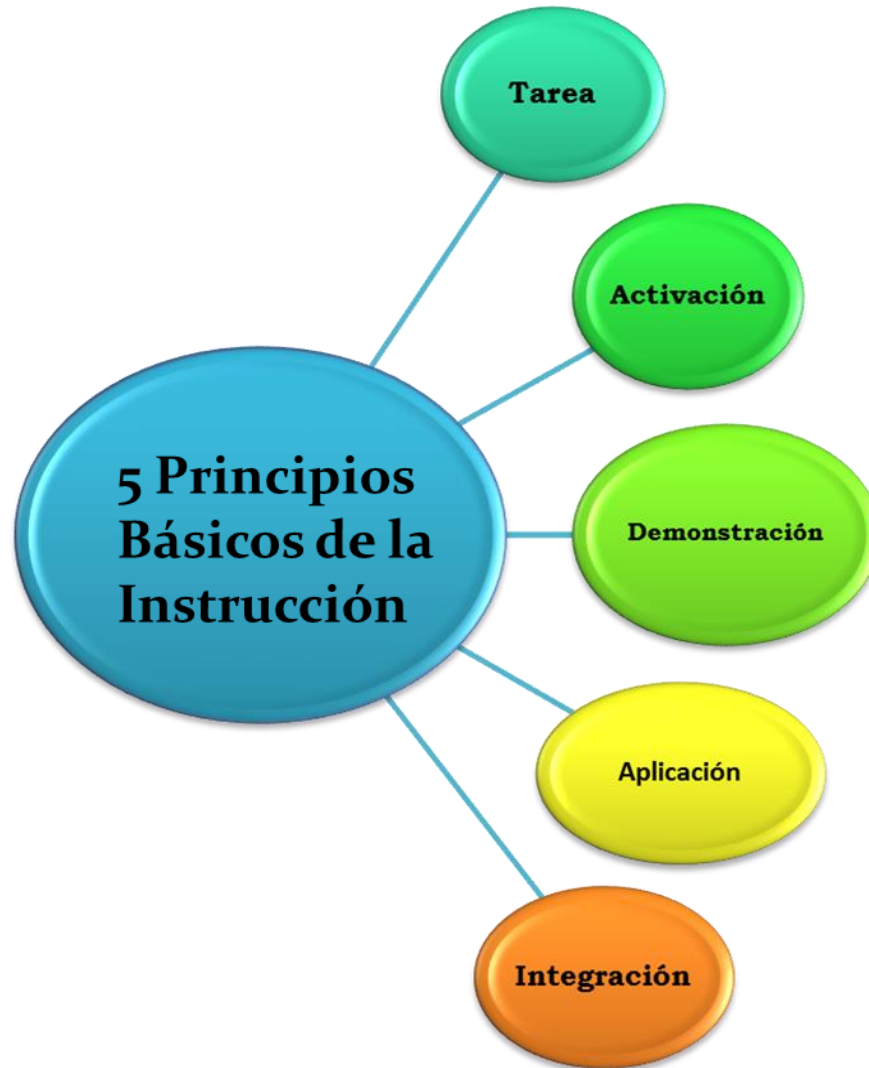 Tarea
Activación
5 Principios
Básicos de la
Instrucción
Demonstración
Aplicación
Integración